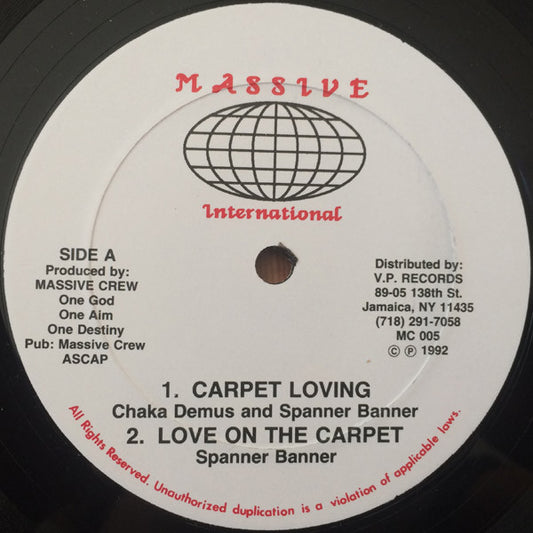 MASSIVE
International
SIDE A
Produced by:
MASSIVE CREW
One God
One Aim
One Destiny
Pub: Massive Crew
ASCAP
Distributed by:
V.P. RECORDS
89-05 138th St.
Jamaica, NY 11435
(718) 291-7058
MC 005
© ℗ 1992
1. CARPET LOVING
Chaka Demus and Spanner Banner
2. LOVE ON THE CARPET
Spanner Banner
All Rights Reserved. Unauthorized duplication is a violation of applicable laws.